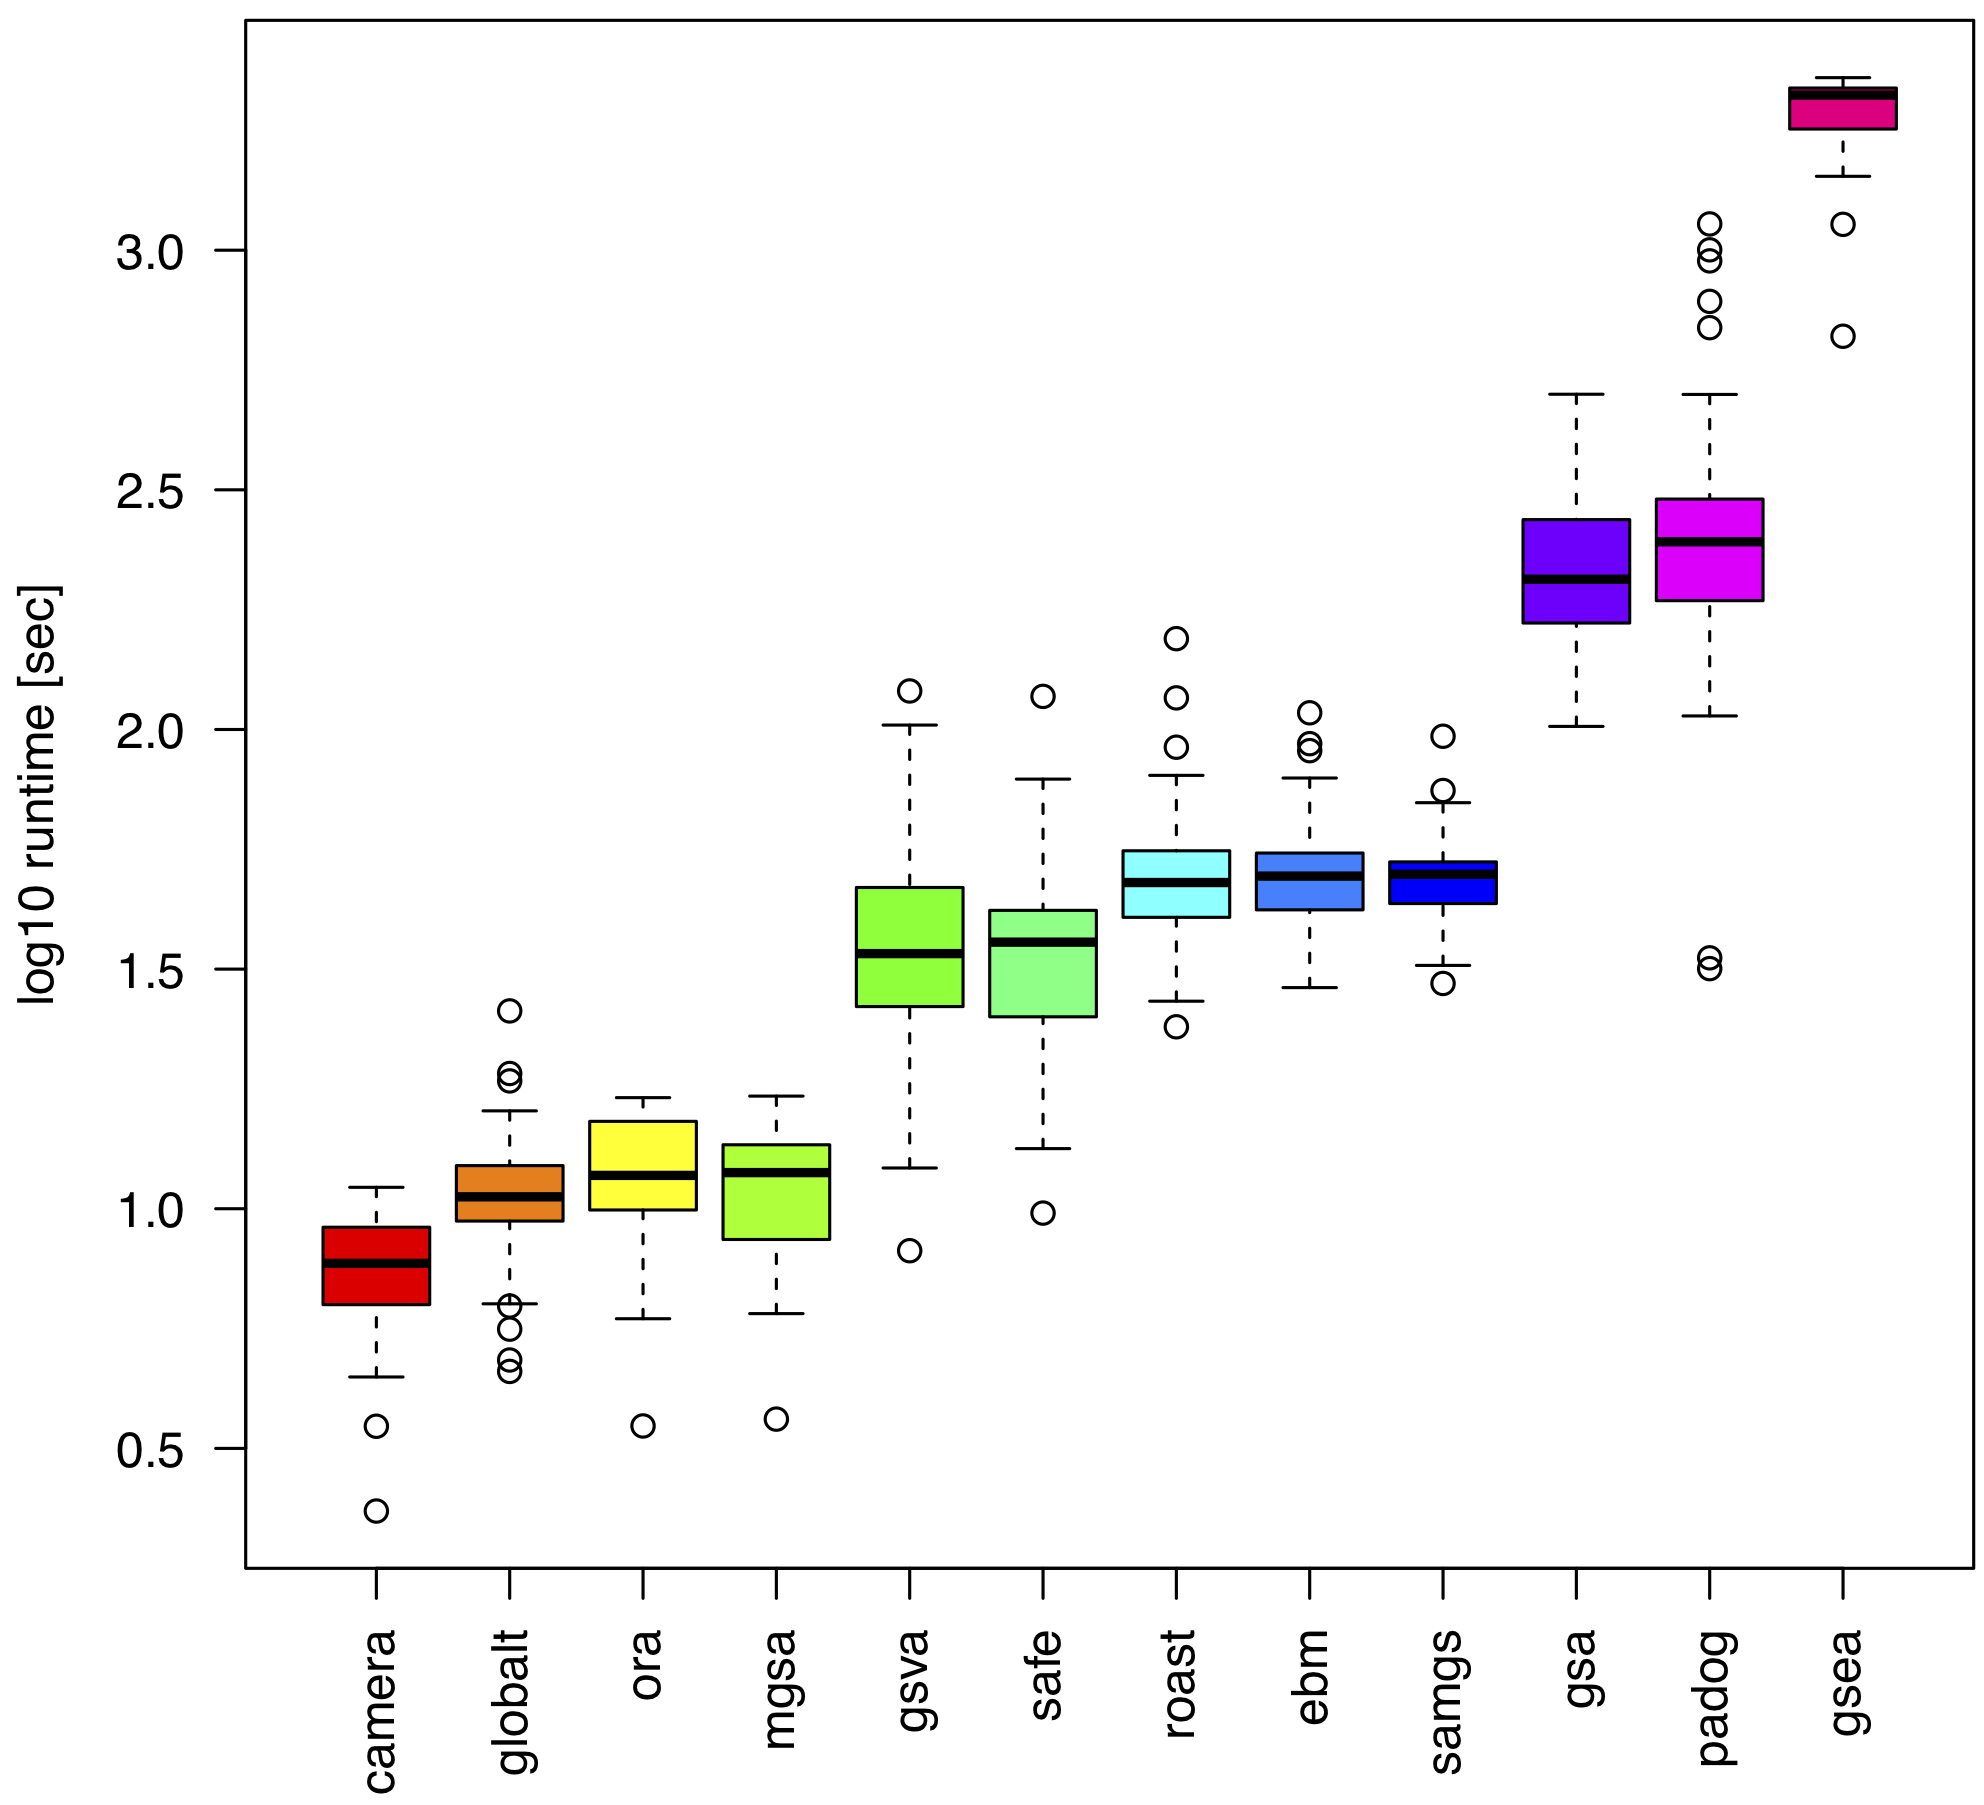 log10 runtime [sec]
3.0
2.5
2.0
1.5
1.0
0.5
camera
globalt
ora
mgsa
gsva
safe
roast
ebm
samgs
gsa
padog
gsea